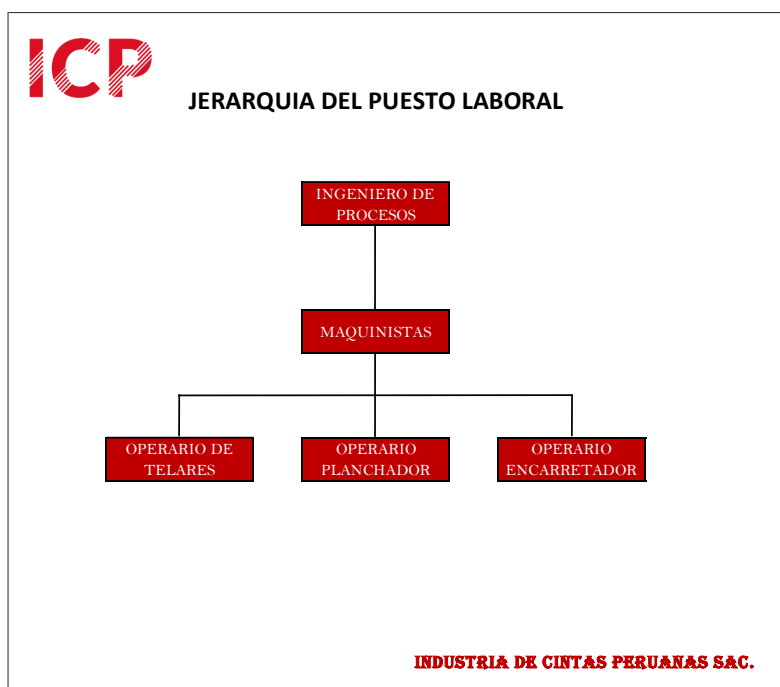 ICP
JERARQUIA DEL PUESTO LABORAL
INGENIERO DE
PROCESOS
MAQUINISTAS
OPERARIO DE
TELARES
OPERARIO
PLANCHADOR
OPERARIO
ENCARRETADOR
INDUSTRIA DE CINTAS PERUANAS SAC.